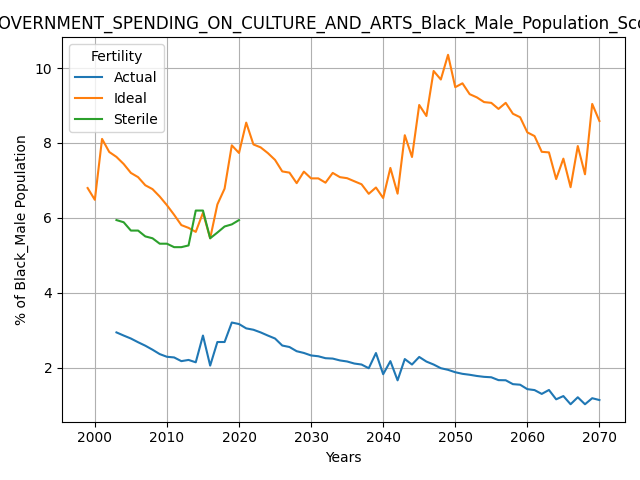 OVERNMENT_SPENDING_ON_CULTURE_AND_ARTS_Black_Male_Population_Sco
Fertility
Actual
Ideal
Sterile
10
8
6
4
2
% of Black_Male Population
2000 2010 2020 2030 2040 2050 2060 2070
Years